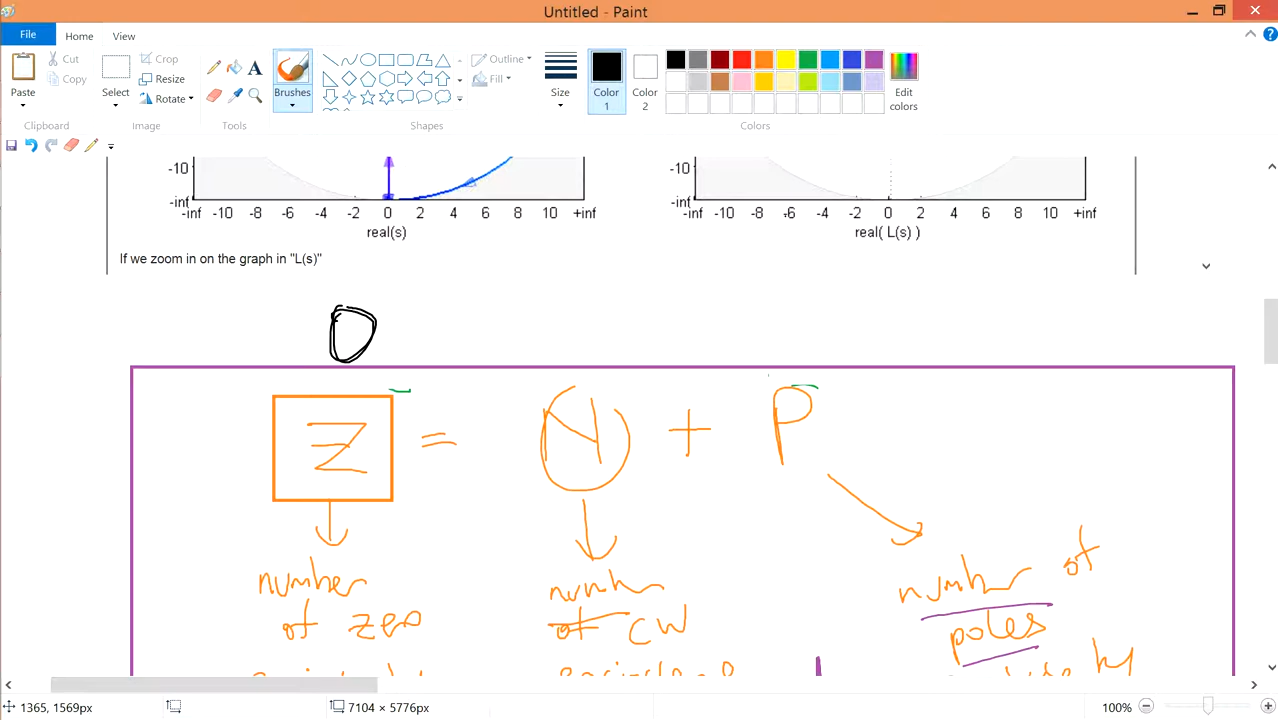 Untitled - Paint
File Home View
Paste
Cut
Copy
Clipboard
Select
Crop
Resize
Rotate
Image
Tools
Brushes
Shapes
Outline
Fill
Size
Color 1
Color 2
Edit colors
Colors
-10
-inf
-inf -10 -8 -6 -4 -2 0 2 4 6 8 10 +inf
real(s)
-10
-inf
-inf -10 -8 -6 -4 -2 0 2 4 6 8 10 +inf
real( L(s) )
If we zoom in on the graph in "L(s)"
0
Z = N + P
number
of zero
of CW
number of
poles
by
1365, 1569px
7104 × 5776px
100%